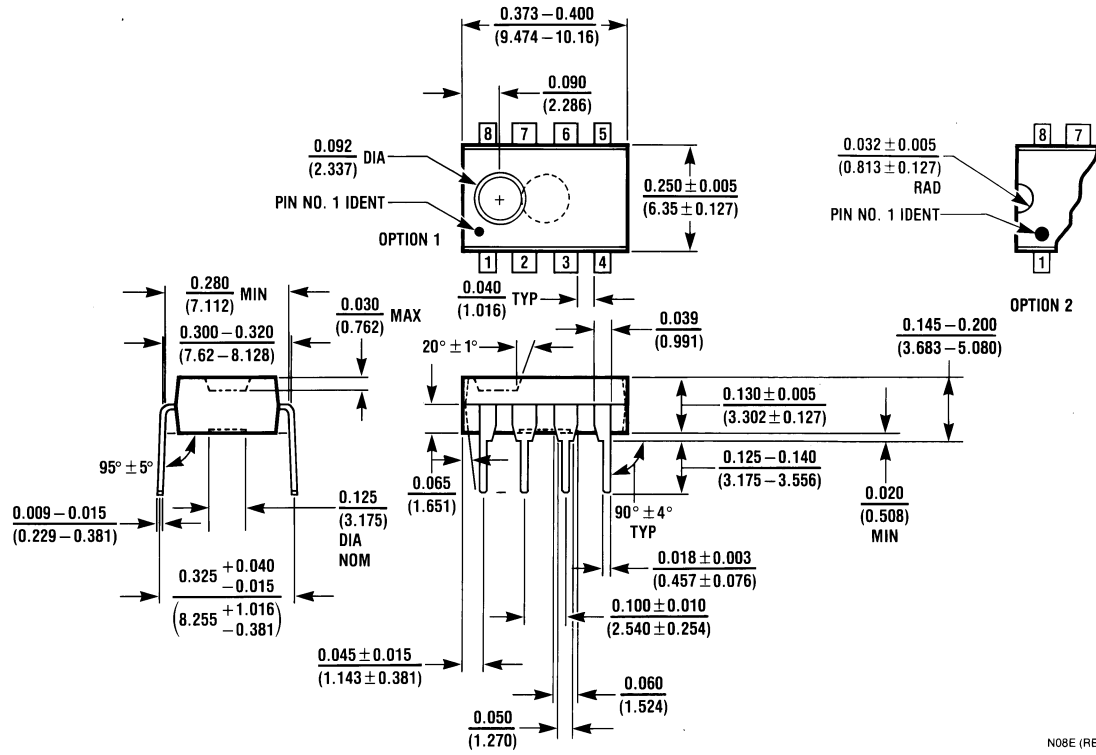 0.373 – 0.400
(9.474 – 10.16)
0.090
(2.286)
8 7 6 5
0.092 DIA
(2.337)
PIN NO. 1 IDENT
OPTION 1
1 2 3 4
0.250 ± 0.005
(6.35 ± 0.127)
0.032 ± 0.005
(0.813 ± 0.127)
RAD
PIN NO. 1 IDENT
8 7
1
OPTION 2
0.280 MIN
(7.112)
0.300 – 0.320
(7.62 – 8.128)
0.030 MAX
(0.762)
0.040 TYP
(1.016)
20° ± 1°
0.039
(0.991)
0.145 – 0.200
(3.683 – 5.080)
0.130 ± 0.005
(3.302 ± 0.127)
0.125 – 0.140
(3.175 – 3.556)
0.020
(0.508)
MIN
95° ± 5°
0.009 – 0.015
(0.229 – 0.381)
0.125
(3.175)
DIA
NOM
0.065
(1.651)
90° ± 4°
TYP
0.018 ± 0.003
(0.457 ± 0.076)
0.325 +0.040
−0.015
(8.255 +1.016
−0.381)
0.100 ± 0.010
(2.540 ± 0.254)
0.045 ± 0.015
(1.143 ± 0.381)
0.060
(1.524)
0.050
(1.270)
N08E (RE